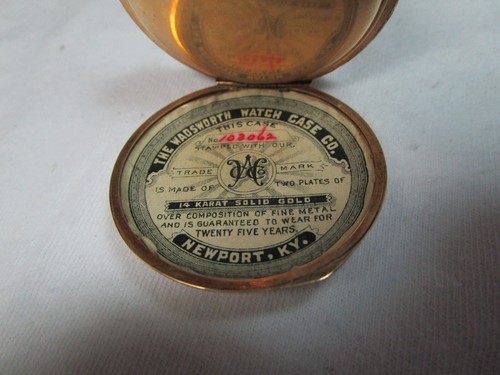 THE WADSWORTH WATCH CASE CO.
THIS CASE
No 103062
STAMPED WITH OUR
TRADE MARK
IS MADE OF TWO PLATES OF
14 KARAT SOLID GOLD
OVER COMPOSITION OF FINE METAL
AND IS GUARANTEED TO WEAR FOR
TWENTY FIVE YEARS.
NEWPORT, KY.